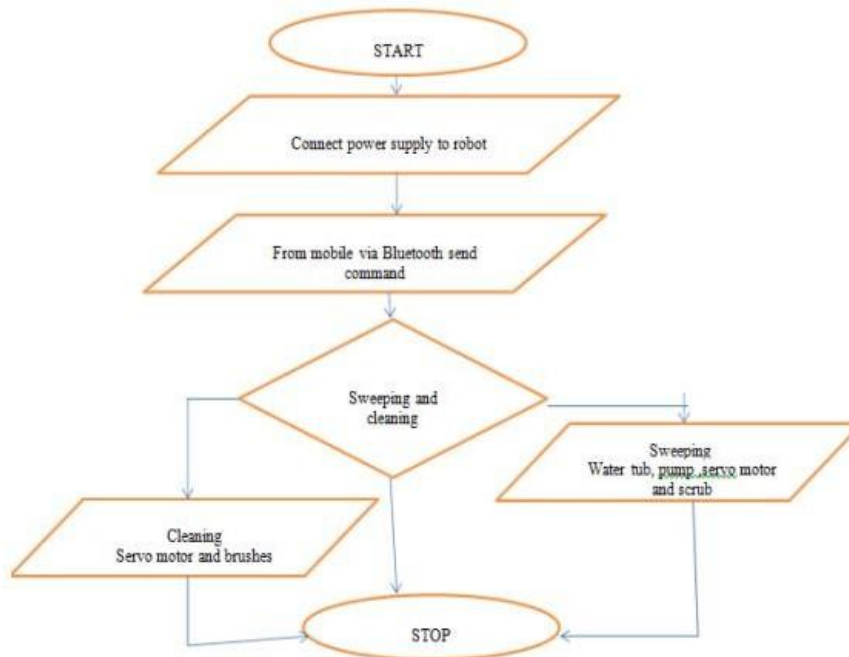 START
Connect power supply to robot
From mobile via Bluetooth send
command
Sweeping and
cleaning
Sweeping
Water tub, pump ,servo motor
and scrub
Cleaning
Servo motor and brushes
STOP